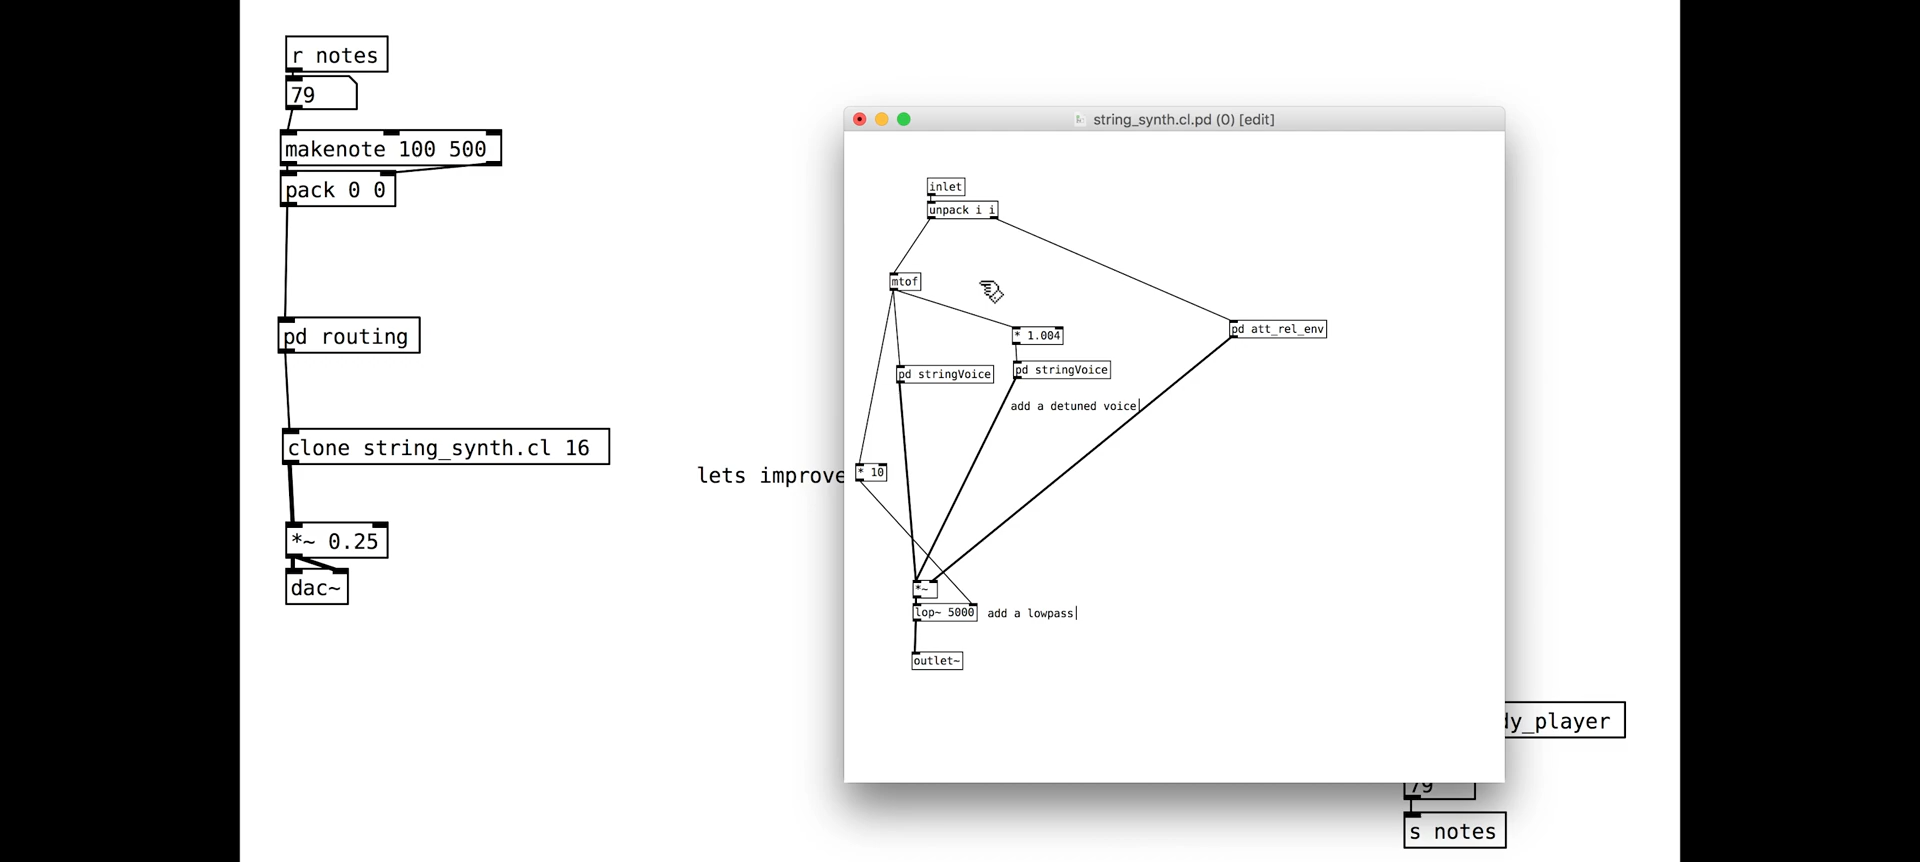 r notes
79
makenote 100 500
pack 0 0
pd routing
clone string_synth.cl 16
*~ 0.25
dac~
lets improve
string_synth.cl.pd (0) [edit]
inlet
unpack i i
mtof
* 1.004
pd att_rel_env
pd stringVoice
pd stringVoice
add a detuned voice
* 10
*~
lop~ 5000
add a lowpass
outlet~
dy_player
79
s notes